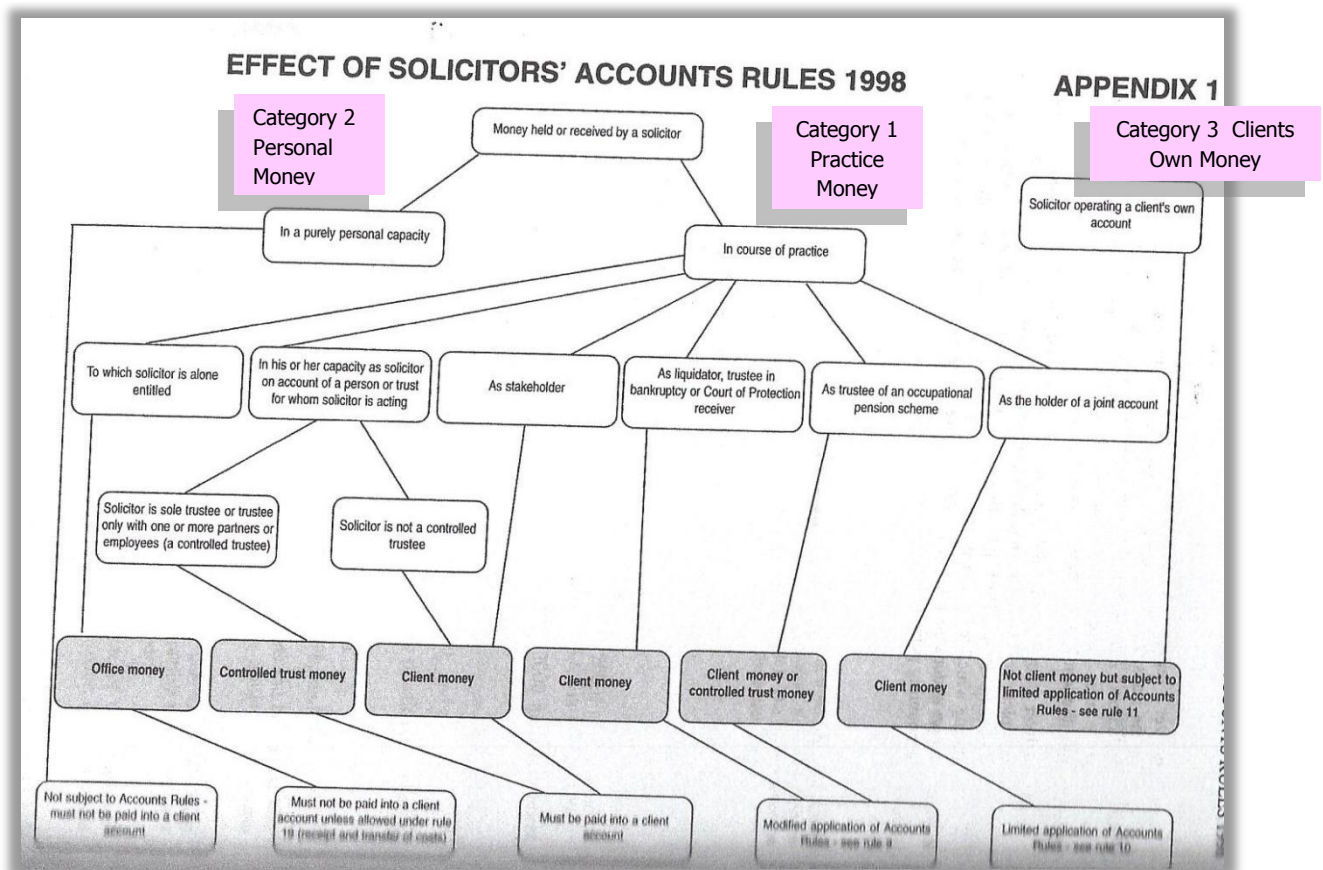 EFFECT OF SOLICITORS' ACCOUNTS RULES 1998
APPENDIX 1
Category 2
Personal
Money
Money held or received by a solicitor
Category 1
Practice
Money
Category 3 Clients
Own Money
Solicitor operating a client's own
account
In a purely personal capacity
In course of practice
To which solicitor is alone
entitled
In his or her capacity as solicitor
on account of a person or trust
for whom solicitor is acting
As stakeholder
As liquidator, trustee in
bankruptcy or Court of Protection
receiver
As trustee of an occupational
pension scheme
As the holder of a joint account
Solicitor is sole trustee or trustee
only with one or more partners or
employees (a controlled trustee)
Solicitor is not a controlled
trustee
Office money
Controlled trust money
Client money
Client money
Client money or
controlled trust money
Client money
Not client money but subject to
limited application of Accounts
Rules - see rule 11
Not subject to Accounts Rules -
must not be paid into a client
account
Must not be paid into a client
account unless allowed under rule
19 (receipt and transfer of costs)
Must be paid into a client
account
Modified application of Accounts
Rules - see rule 9
Limited application of Accounts
Rules - see rule 10